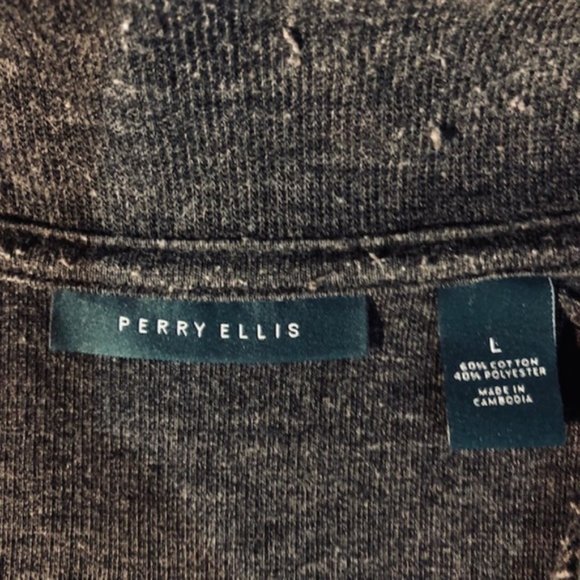 PERRY ELLIS
L
60% COTTON
40% POLYESTER
MADE IN
CAMBODIA